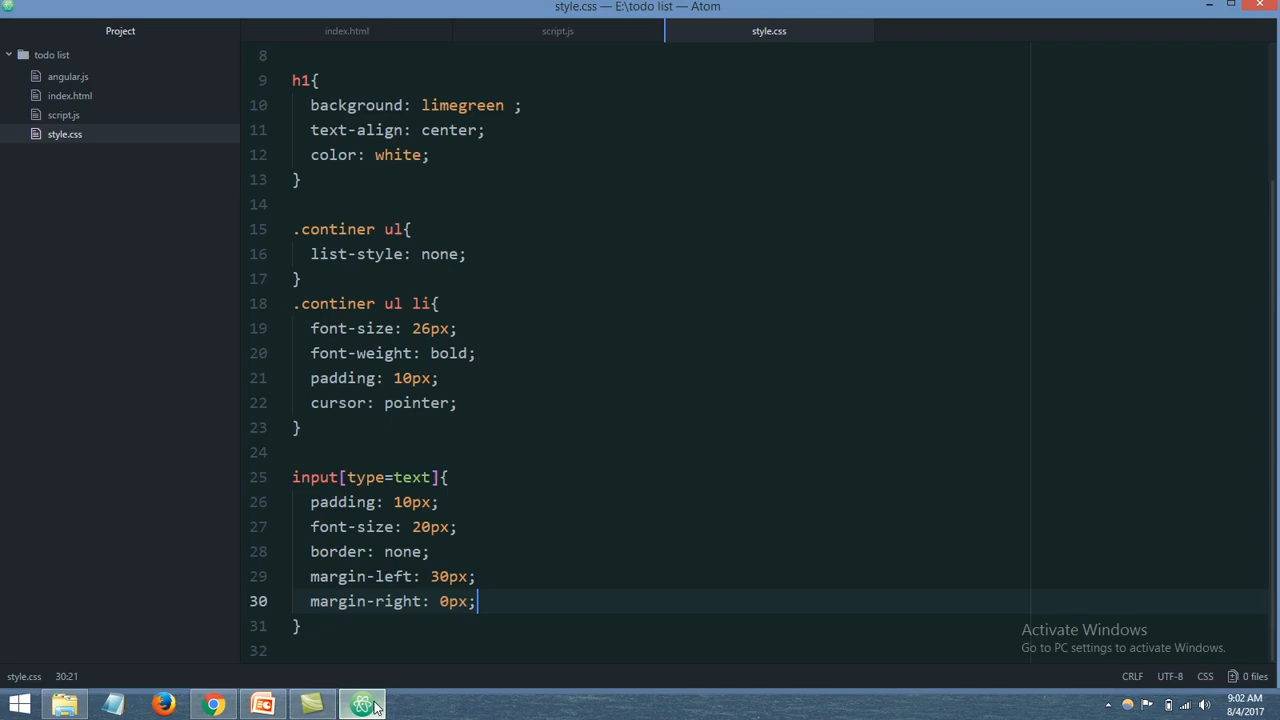 style.css — E:\todo list — Atom
Project
index.html
script.js
style.css
todo list
angular.js
index.html
script.js
style.css
8
9 h1{
10 background: limegreen ;
11 text-align: center;
12 color: white;
13 }
14
15 .continer ul{
16 list-style: none;
17 }
18 .continer ul li{
19 font-size: 26px;
20 font-weight: bold;
21 padding: 10px;
22 cursor: pointer;
23 }
24
25 input[type=text]{
26 padding: 10px;
27 font-size: 20px;
28 border: none;
29 margin-left: 30px;
30 margin-right: 0px;
31 }
32
Activate Windows
Go to PC settings to activate Windows.
style.css 30:21
CRLF UTF-8 CSS 0 files
9:02 AM
8/4/2017